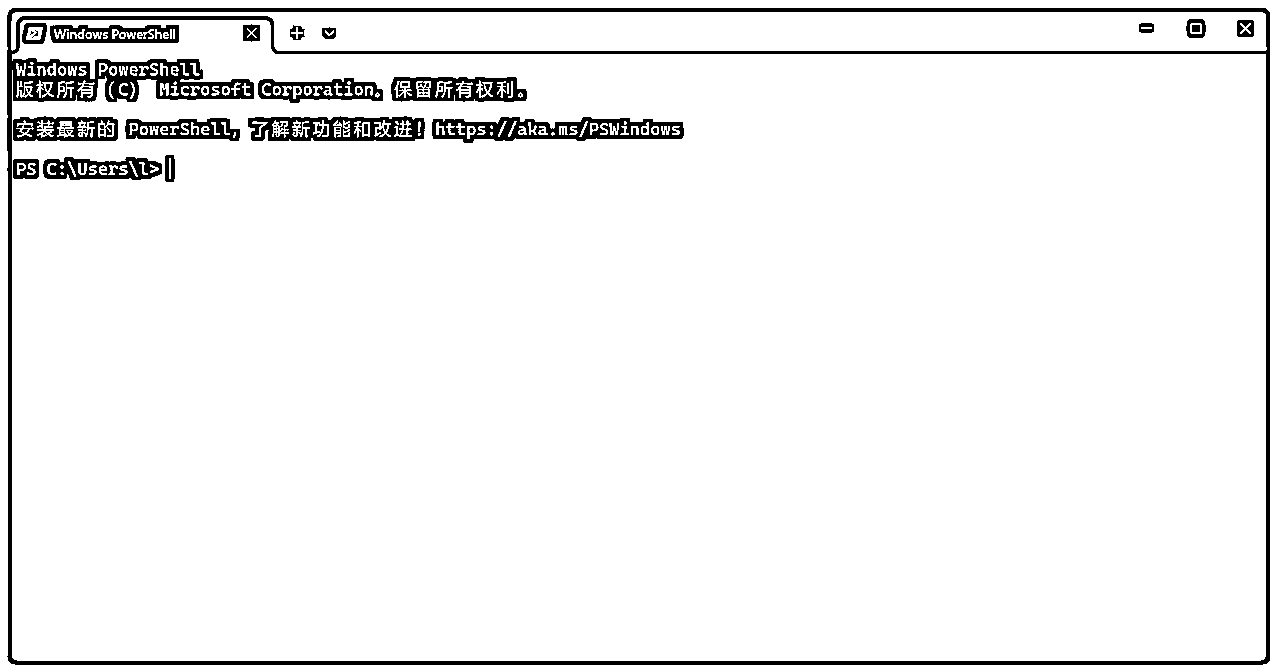 Windows PowerShell
Windows PowerShell
版权所有 (C)  Microsoft Corporation。保留所有权利。
安装最新的 PowerShell，了解新功能和改进！https://aka.ms/PSWindows
PS C:\Users\l>